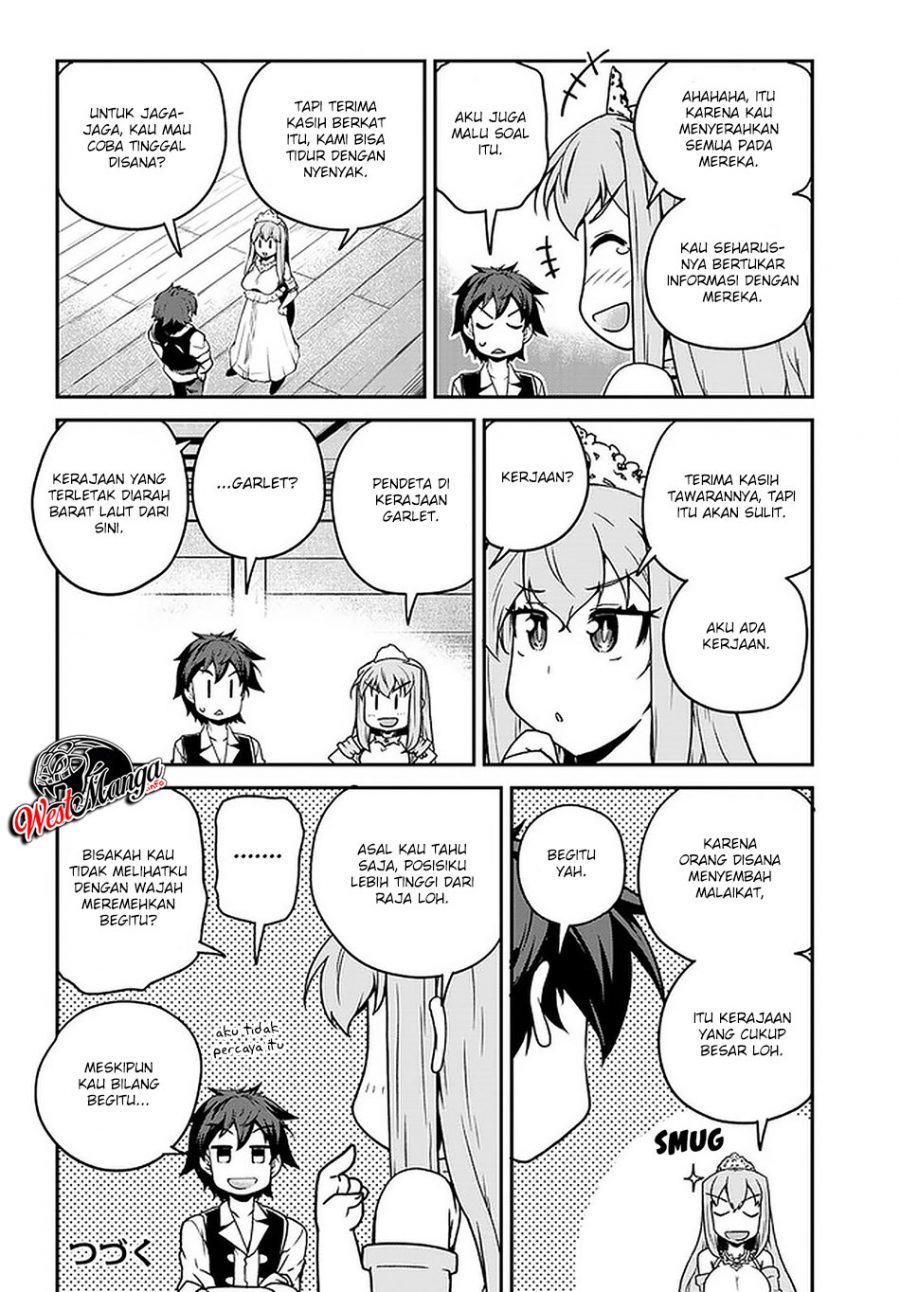 AHAHAHA, ITU
KARENA KAU
MENYERAHKAN
SEMUA PADA
MEREKA.
KAU SEHARUS-
NYA BERTUKAR
INFORMASI DENGAN
MEREKA.
AKU JUGA
MALU SOAL
ITU.
TAPI TERIMA
KASIH BERKAT
ITU, KAMI BISA
TIDUR DENGAN
NYENYAK.
UNTUK JAGA-
JAGA, KAU MAU
COBA TINGGAL
DISANA?
TERIMA KASIH
TAWARANNYA, TAPI
ITU AKAN SULIT.
AKU ADA
KERJAAN.
KERJAAN?
PENDETA DI
KERAJAAN
GARLET.
...GARLET?
KERAJAAN YANG
TERLETAK DIARAH
BARAT LAUT DARI
SINI.
KARENA
ORANG DISANA
MENYEMBAH
MALAIKAT,
ITU KERAJAAN
YANG CUKUP
BESAR LOH.
BEGITU
YAH.
SMUG
ASAL KAU TAHU
SAJA, POSISIKU
LEBIH TINGGI DARI
RAJA LOH.
........
BISAKAH KAU
TIDAK MELIHATKU
DENGAN WAJAH
MEREMEHKAN
BEGITU?
aku tidak
percaya itu
MESKIPUN
KAU BILANG
BEGITU...
つづく
WestManga
.info